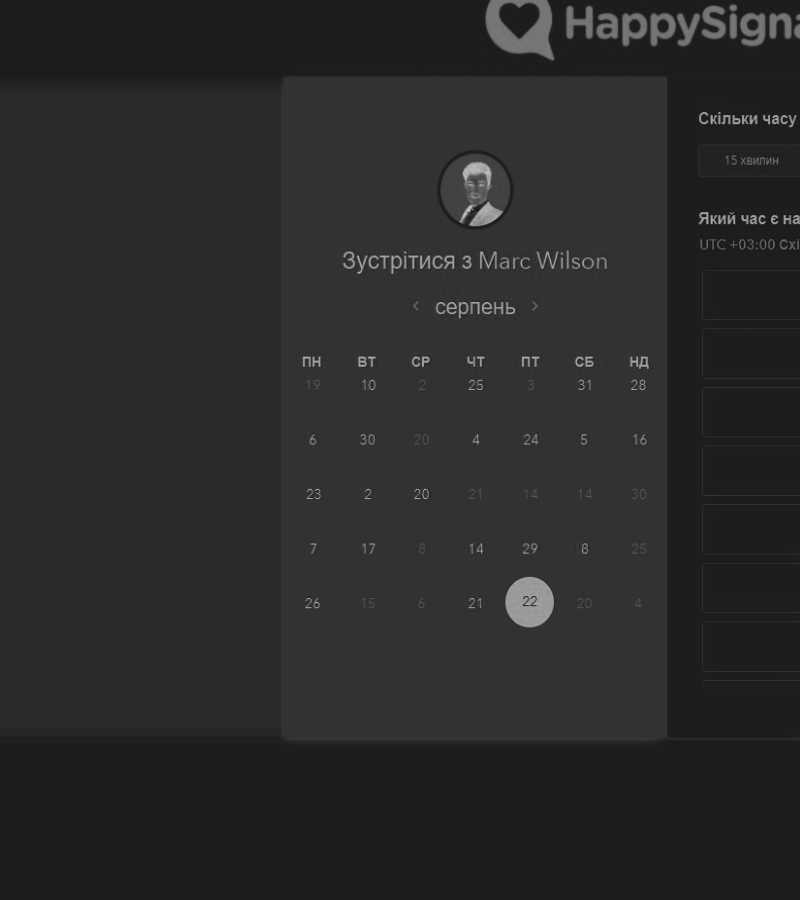 HappySigna
Зустрітися з Marc Wilson
серпень
ПН ВТ СР ЧТ ПТ СБ НД
19 10 2 25 3 31 28
6 30 20 4 24 5 16
23 2 20 21 14 14 30
7 17 8 14 29 8 25
26 15 6 21 22 20 4
Скільки часу
15 хвилин
Який час є на
UTC +03:00 Схі